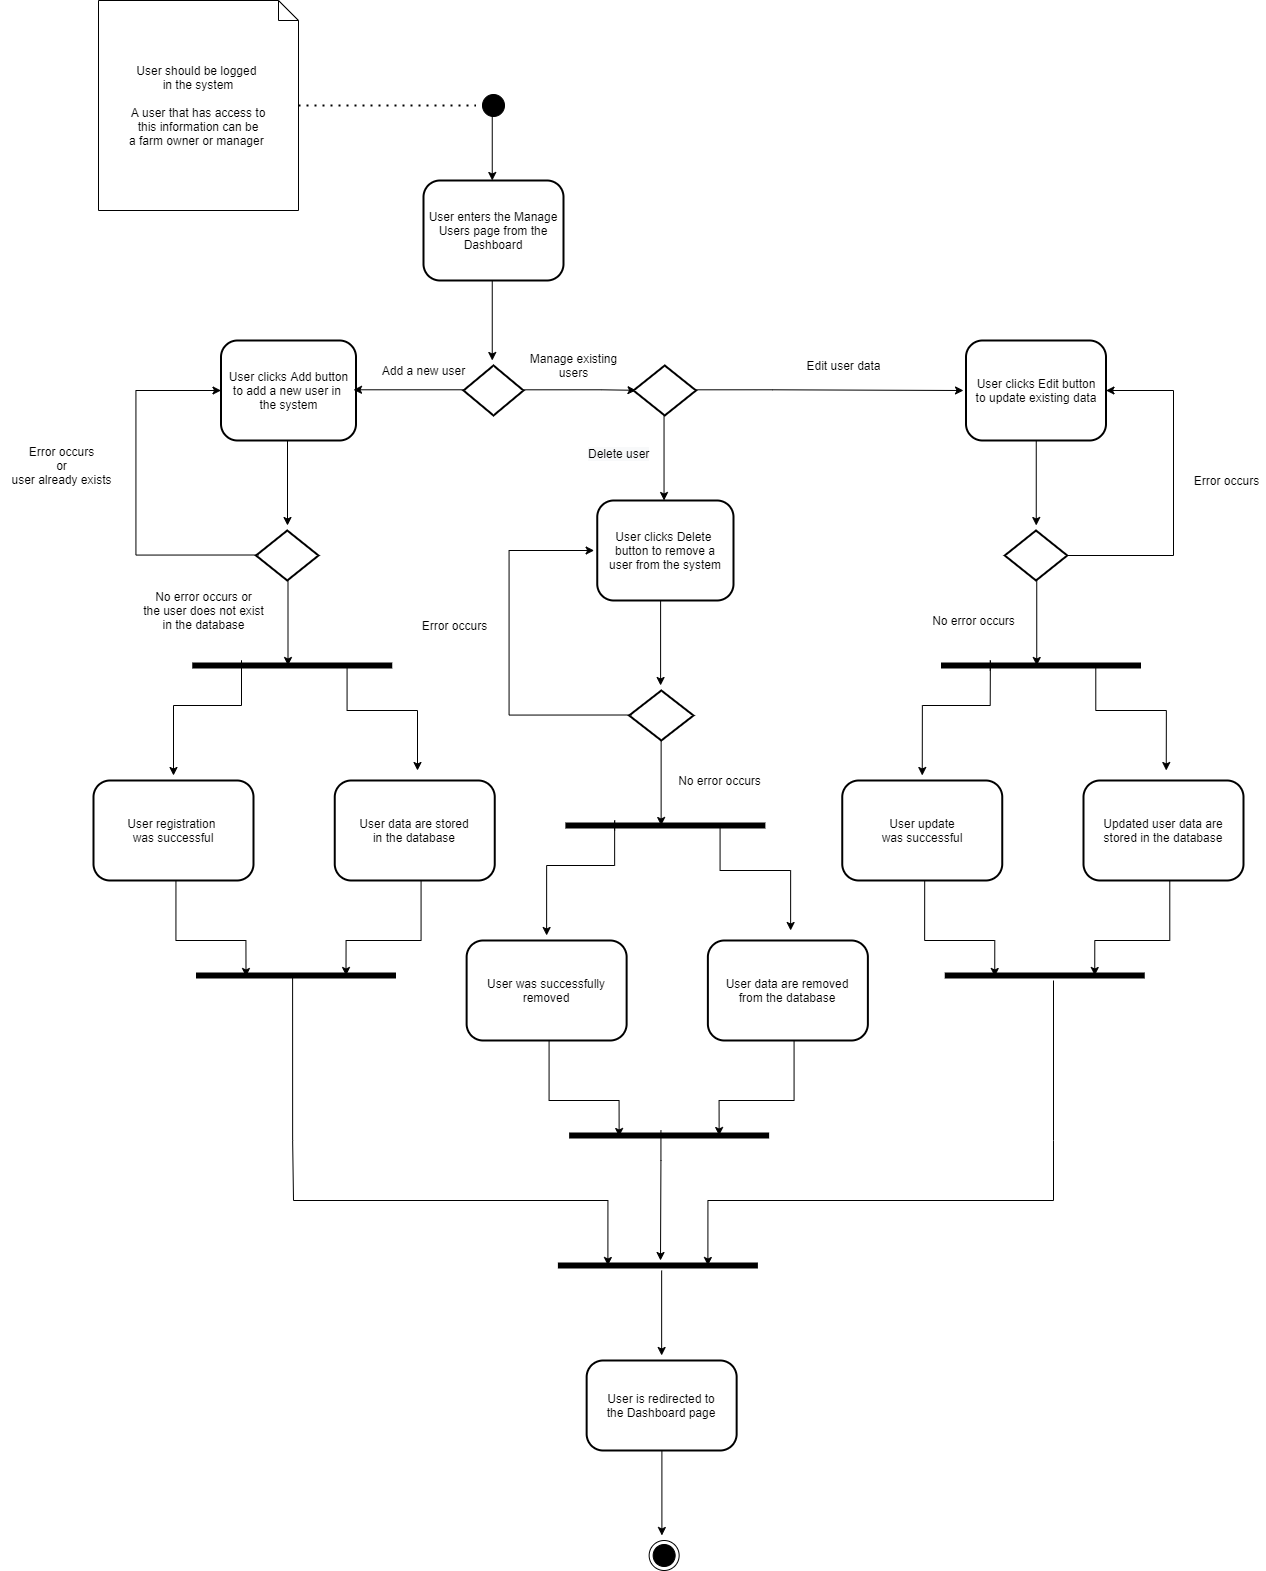 User should be logged
in the system
A user that has access to
this information can be
a farm owner or manager
User enters the Manage
Users page from the
Dashboard
Add a new user
Manage existing
users
Edit user data
User clicks Add button
to add a new user in
the system
User clicks Edit button
to update existing data
Delete user
Error occurs
or
user already exists
Error occurs
User clicks Delete
button to remove a
user from the system
No error occurs or
the user does not exist
in the database
Error occurs
No error occurs
No error occurs
User registration
was successful
User data are stored
in the database
User update
was successful
Updated user data are
stored in the database
User was successfully
removed
User data are removed
from the database
User is redirected to
the Dashboard page